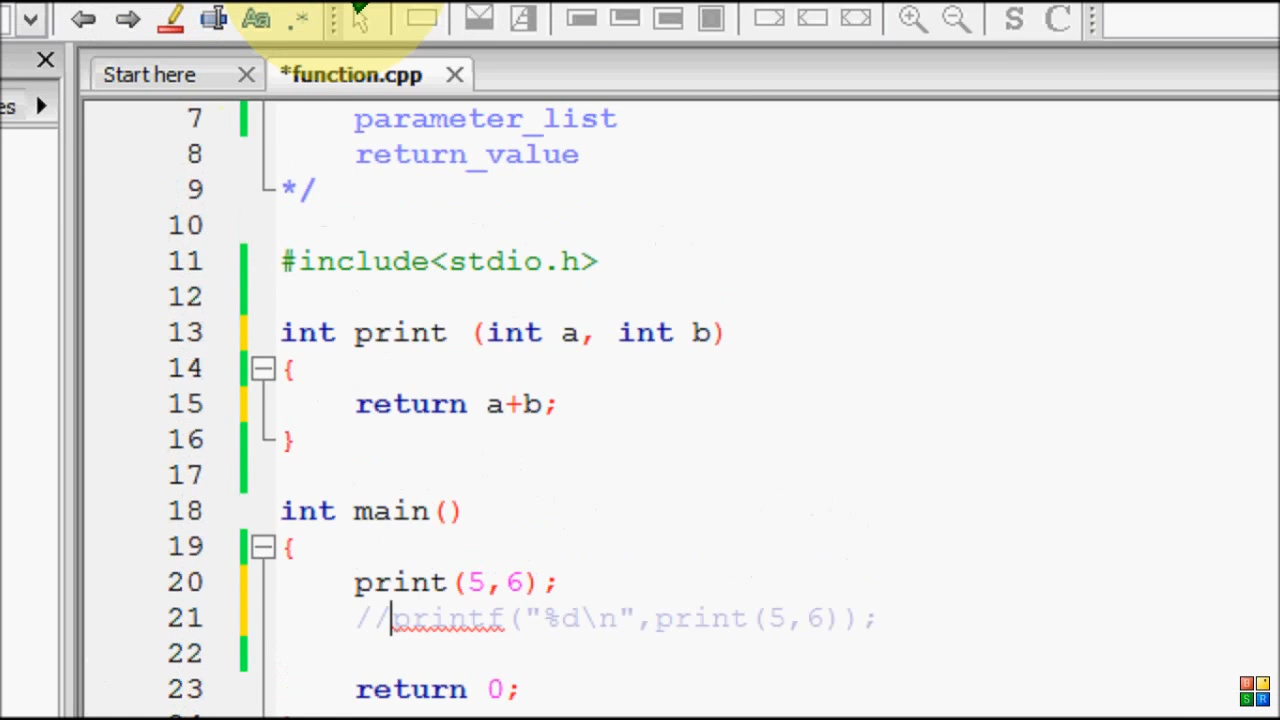 Aa .*
S C
Start here *function.cpp
es
7 parameter_list
8 return_value
9 */
10
11 #include<stdio.h>
12
13 int print (int a, int b)
14 {
15 return a+b;
16 }
17
18 int main()
19 {
20 print(5,6);
21 //printf("%d\n",print(5,6));
22
23 return 0;